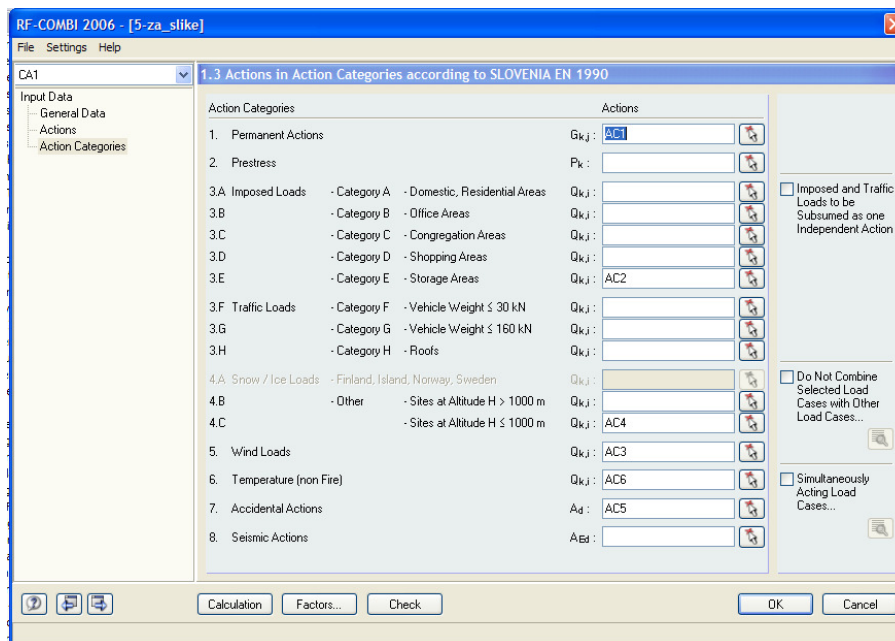 RF-COMBI 2006 - [5-za_slike]
File Settings Help
CA1
1.3 Actions in Action Categories according to SLOVENIA EN 1990
Input Data
General Data
Actions
Action Categories
Action Categories Actions
1. Permanent Actions Gk,j : AC1
2. Prestress Pk :
3.A Imposed Loads - Category A - Domestic, Residential Areas Qk,i :
3.B - Category B - Office Areas Qk,i :
3.C - Category C - Congregation Areas Qk,i :
3.D - Category D - Shopping Areas Qk,i :
3.E - Category E - Storage Areas Qk,i : AC2
3.F Traffic Loads - Category F - Vehicle Weight ≤ 30 kN Qk,i :
3.G - Category G - Vehicle Weight ≤ 160 kN Qk,i :
3.H - Category H - Roofs Qk,i :
4.A Snow / Ice Loads - Finland, Island, Norway, Sweden Qk,i :
4.B - Other - Sites at Altitude H > 1000 m Qk,i :
4.C - Sites at Altitude H ≤ 1000 m Qk,i : AC4
5. Wind Loads Qk,i : AC3
6. Temperature (non Fire) Qk,i : AC6
7. Accidental Actions Ad : AC5
8. Seismic Actions AEd :
Imposed and Traffic
Loads to be
Subsumed as one
Independent Action
Do Not Combine
Selected Load
Cases with Other
Load Cases...
Simultaneously
Acting Load
Cases...
Calculation Factors... Check OK Cancel